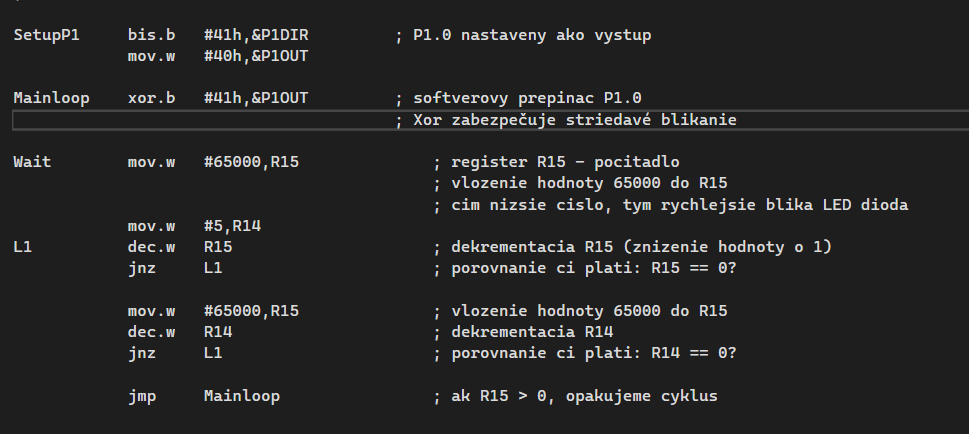 SetupP1 bis.b #41h,&P1DIR ; P1.0 nastaveny ako vystup
mov.w #40h,&P1OUT
Mainloop xor.b #41h,&P1OUT ; softverovy prepinac P1.0
; Xor zabezpečuje striedavé blikanie
Wait mov.w #65000,R15 ; register R15 - pocitadlo
; vlozenie hodnoty 65000 do R15
; cim nizsie cislo, tym rychlejsie blika LED dioda
mov.w #5,R14
L1 dec.w R15 ; dekrementacia R15 (znizenie hodnoty o 1)
jnz L1 ; porovnanie ci plati: R15 == 0?
mov.w #65000,R15 ; vlozenie hodnoty 65000 do R15
dec.w R14 ; dekrementacia R14
jnz L1 ; porovnanie ci plati: R14 == 0?
jmp Mainloop ; ak R15 > 0, opakujeme cyklus